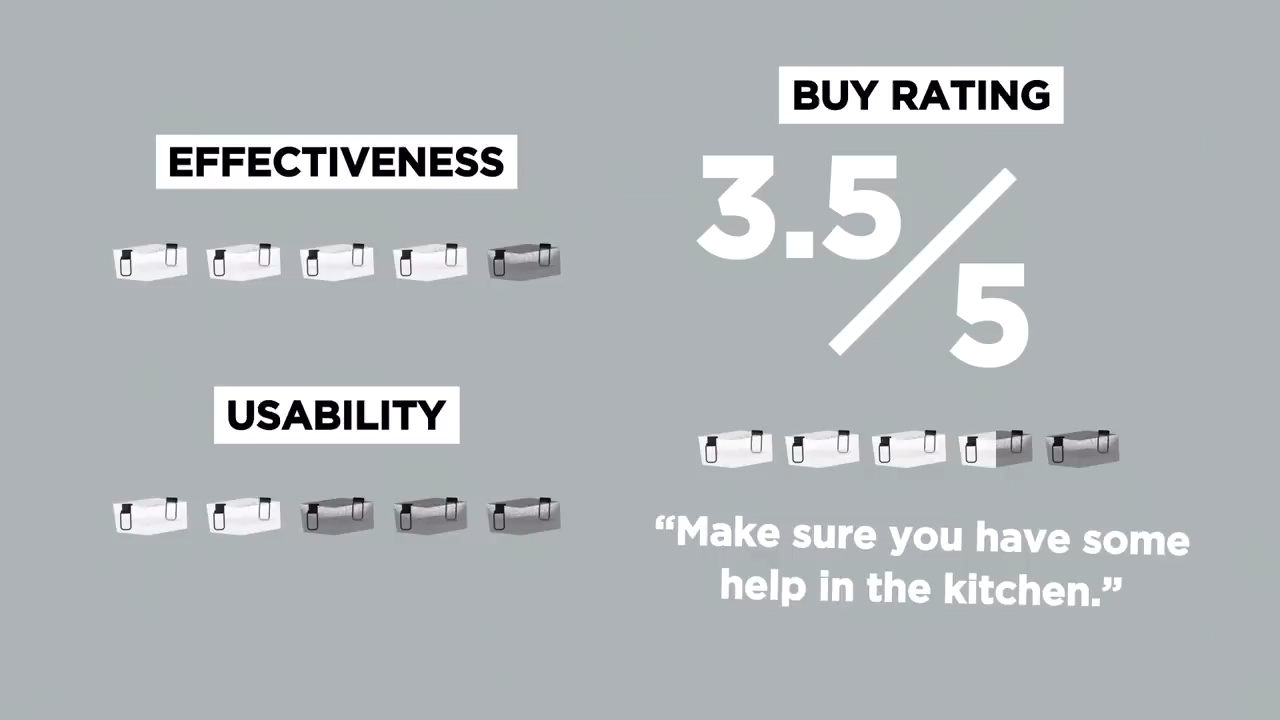 EFFECTIVENESS
USABILITY
BUY RATING
3.5/5
“Make sure you have some
help in the kitchen.”